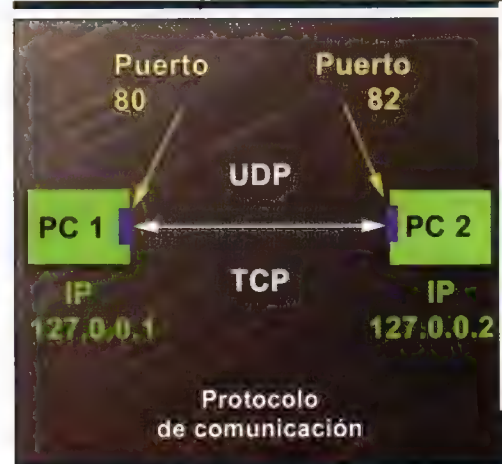 Puerto
80
Puerto
82
UDP
PC 1
PC 2
TCP
IP
127.0.0.1
IP
127.0.0.2
Protocolo
de comunicación